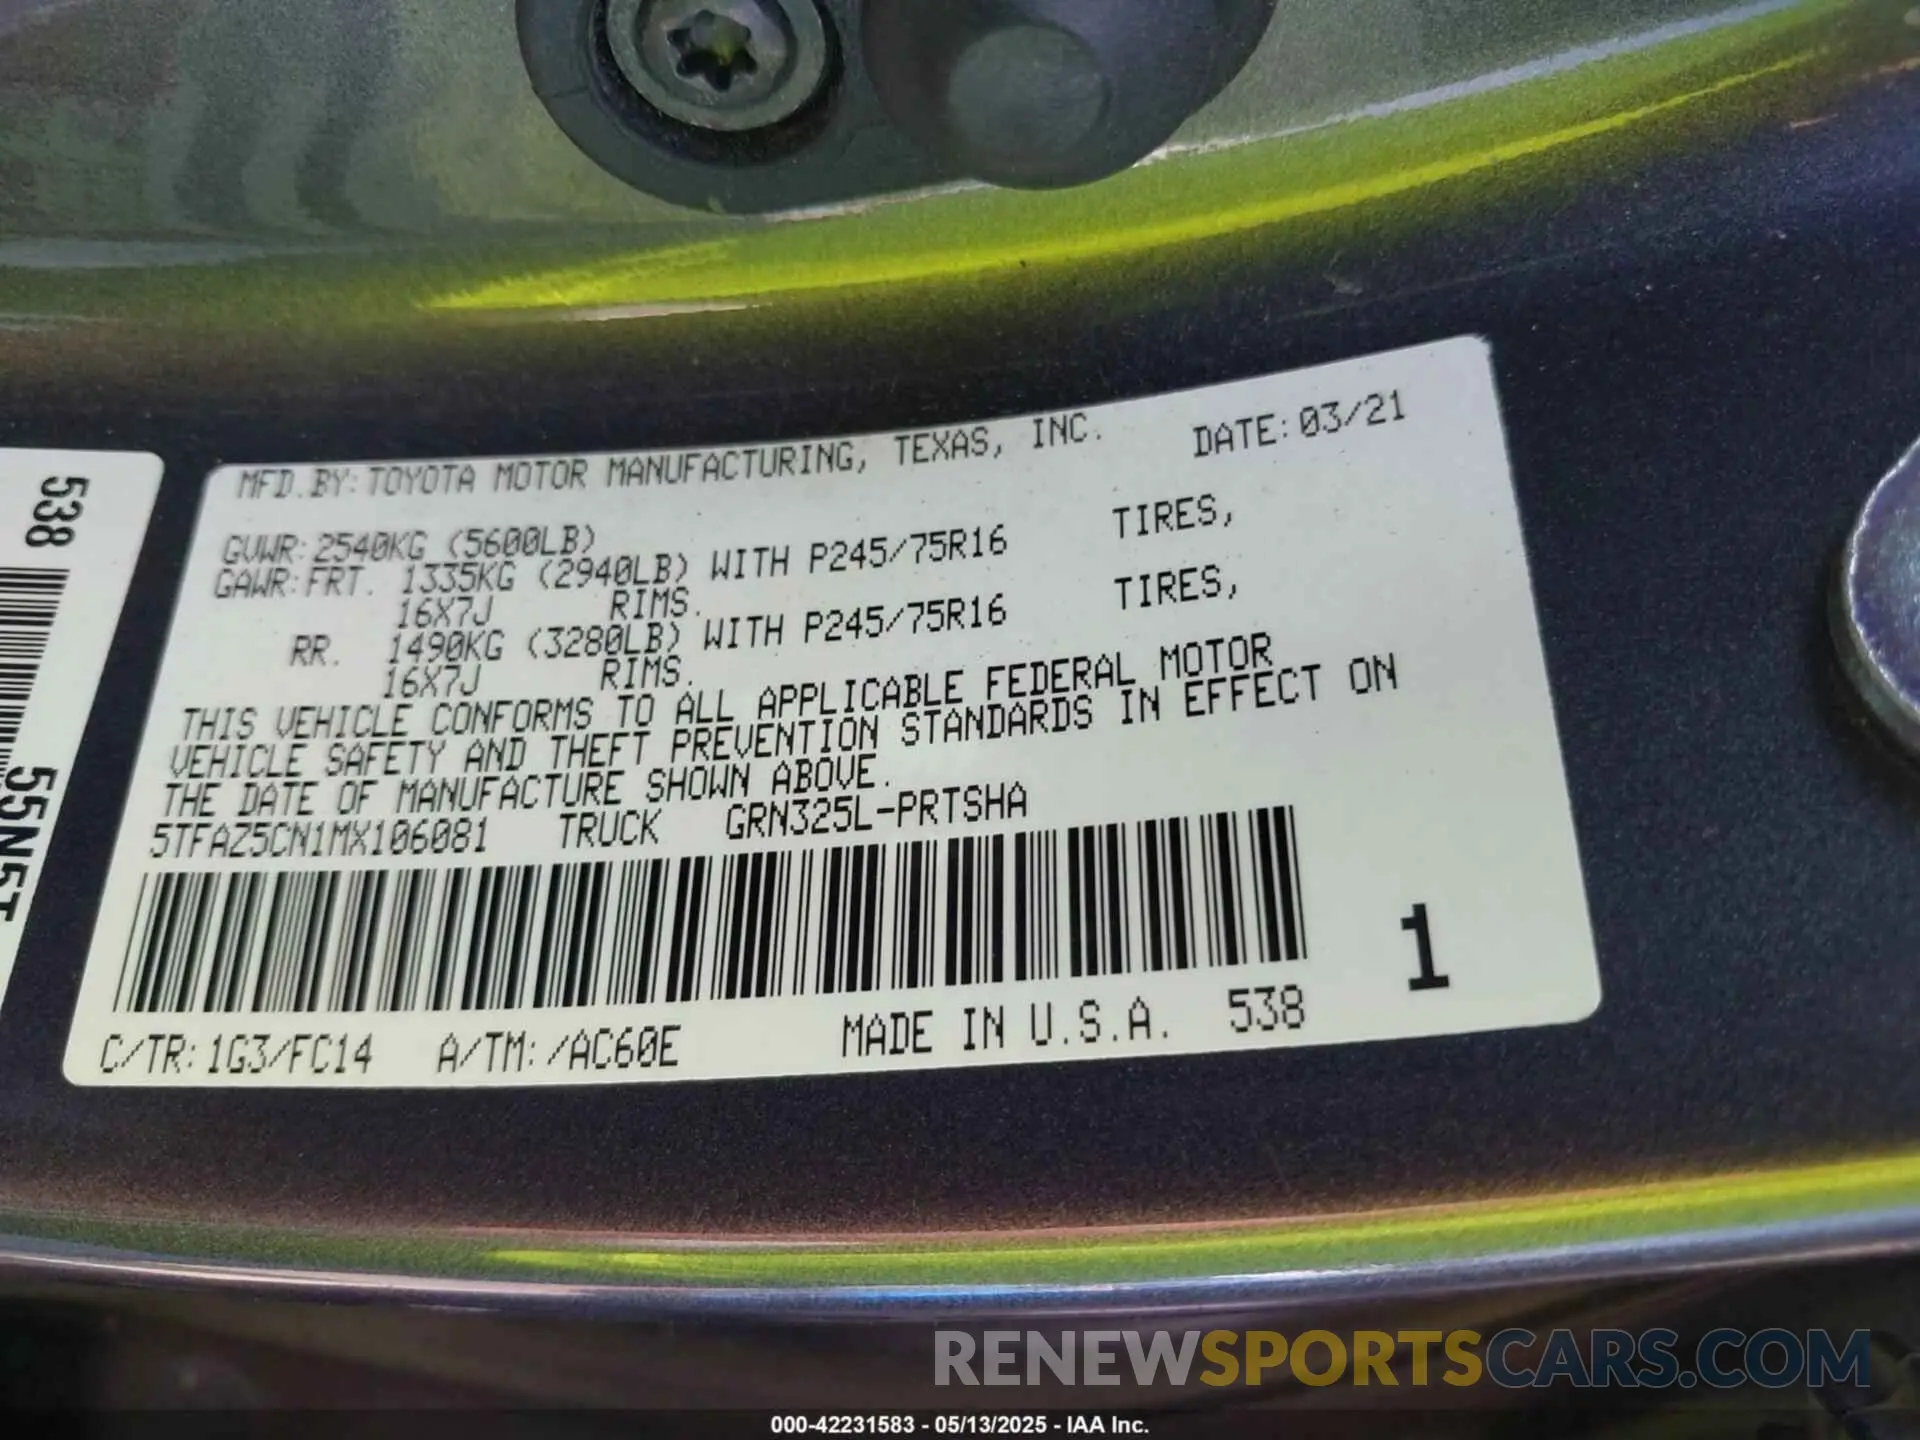 MFD.BY:TOYOTA MOTOR MANUFACTURING, TEXAS, INC. DATE:03/21
GVWR:2540KG (5600LB)
GAWR:FRT. 1335KG (2940LB) WITH P245/75R16 TIRES,
16X7J RIMS.
RR. 1490KG (3280LB) WITH P245/75R16 TIRES,
16X7J RIMS.
THIS VEHICLE CONFORMS TO ALL APPLICABLE FEDERAL MOTOR
VEHICLE SAFETY AND THEFT PREVENTION STANDARDS IN EFFECT ON
THE DATE OF MANUFACTURE SHOWN ABOVE.
5TFAZ5CN1MX106081 TRUCK GRN325L-PRTSHA
C/TR:1G3/FC14 A/TM:/AC60E MADE IN U.S.A. 538 1
538
55N5T
RENEWSPORTSCARS.COM
000-42231583 - 05/13/2025 - IAA Inc.